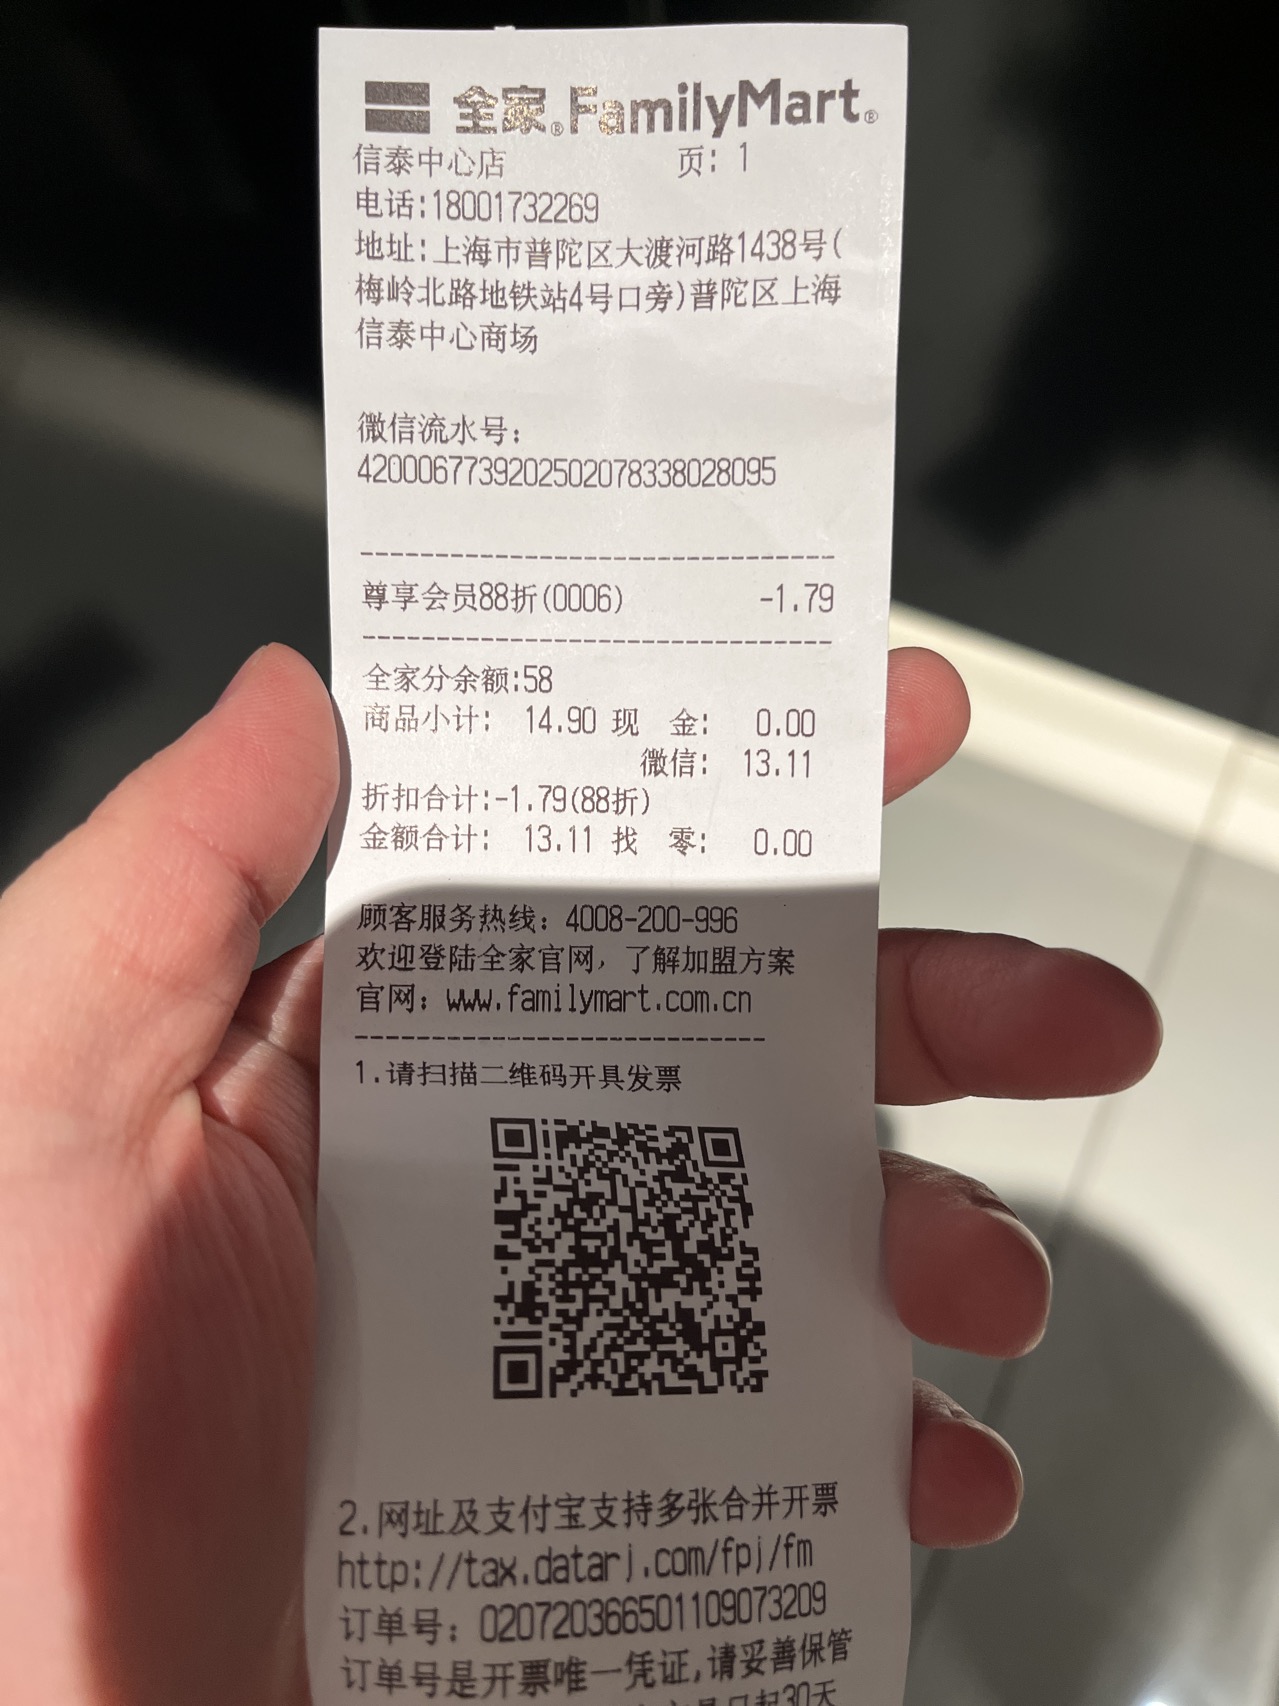 全家® FamilyMart®
信泰中心店 页: 1
电话:18001732269
地址:上海市普陀区大渡河路1438号(
梅岭北路地铁站4号口旁)普陀区上海
信泰中心商场
微信流水号:
4200067739202502078338028095
--------------------------------
尊享会员88折(0006) -1.79
--------------------------------
全家分余额:58
商品小计: 14.90 现 金: 0.00
微信: 13.11
折扣合计:-1.79(88折)
金额合计: 13.11 找 零: 0.00
顾客服务热线: 4008-200-996
欢迎登陆全家官网, 了解加盟方案
官网: www.familymart.com.cn
----------------------------
1.请扫描二维码开具发票
2.网址及支付宝支持多张合并开票
http://tax.datarj.com/fpj/fm
订单号: 020720366501109073209
订单号是开票唯一凭证,请妥善保管
日起30天